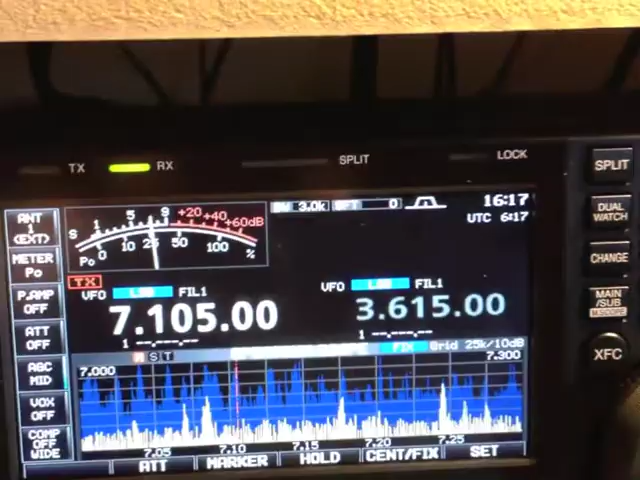 TX RX SPLIT LOCK
SPLIT
DUAL WATCH
CHANGE
MAIN/SUB
M.SCOPE
XFC
ANT
1
<EXT>
METER
Po
P.AMP
OFF
ATT
OFF
AGC
MID
VOX
OFF
COMP
OFF
WIDE
S 1 5 9 +20 +40 +60dB
Po 0 10 25 50 100 %
BW 3.0k SFT 0
16:17
UTC 6:17
TX
VFO LSB FIL1
7.105.00
1 --.---.--
VFO LSB FIL1
3.615.00
1 --.---.--
M S T
FIX Grid 25k/10dB
7.000 7.300
7.05 7.10 7.15 7.20 7.25
ATT MARKER HOLD CENT/FIX SET